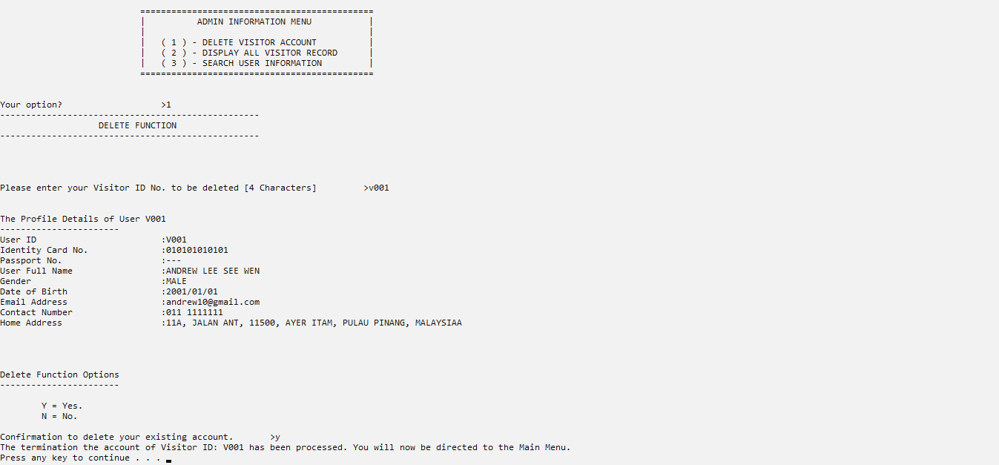 =============================================
|          ADMIN INFORMATION MENU           |
|                                           |
|   ( 1 ) - DELETE VISITOR ACCOUNT          |
|   ( 2 ) - DISPLAY ALL VISITOR RECORD      |
|   ( 3 ) - SEARCH USER INFORMATION         |
=============================================
Your option?                   >1
--------------------------------------------------
                   DELETE FUNCTION
--------------------------------------------------
Please enter your Visitor ID No. to be deleted [4 Characters]         >v001
The Profile Details of User V001
-----------------------
User ID                        :V001
Identity Card No.              :010101010101
Passport No.                   :---
User Full Name                 :ANDREW LEE SEE WEN
Gender                         :MALE
Date of Birth                  :2001/01/01
Email Address                  :andrew10@gmail.com
Contact Number                 :011 1111111
Home Address                   :11A, JALAN ANT, 11500, AYER ITAM, PULAU PINANG, MALAYSIAA
Delete Function Options
-----------------------
        Y = Yes.
        N = No.
Confirmation to delete your existing account.       >y
The termination the account of Visitor ID: V001 has been processed. You will now be directed to the Main Menu.
Press any key to continue . . .